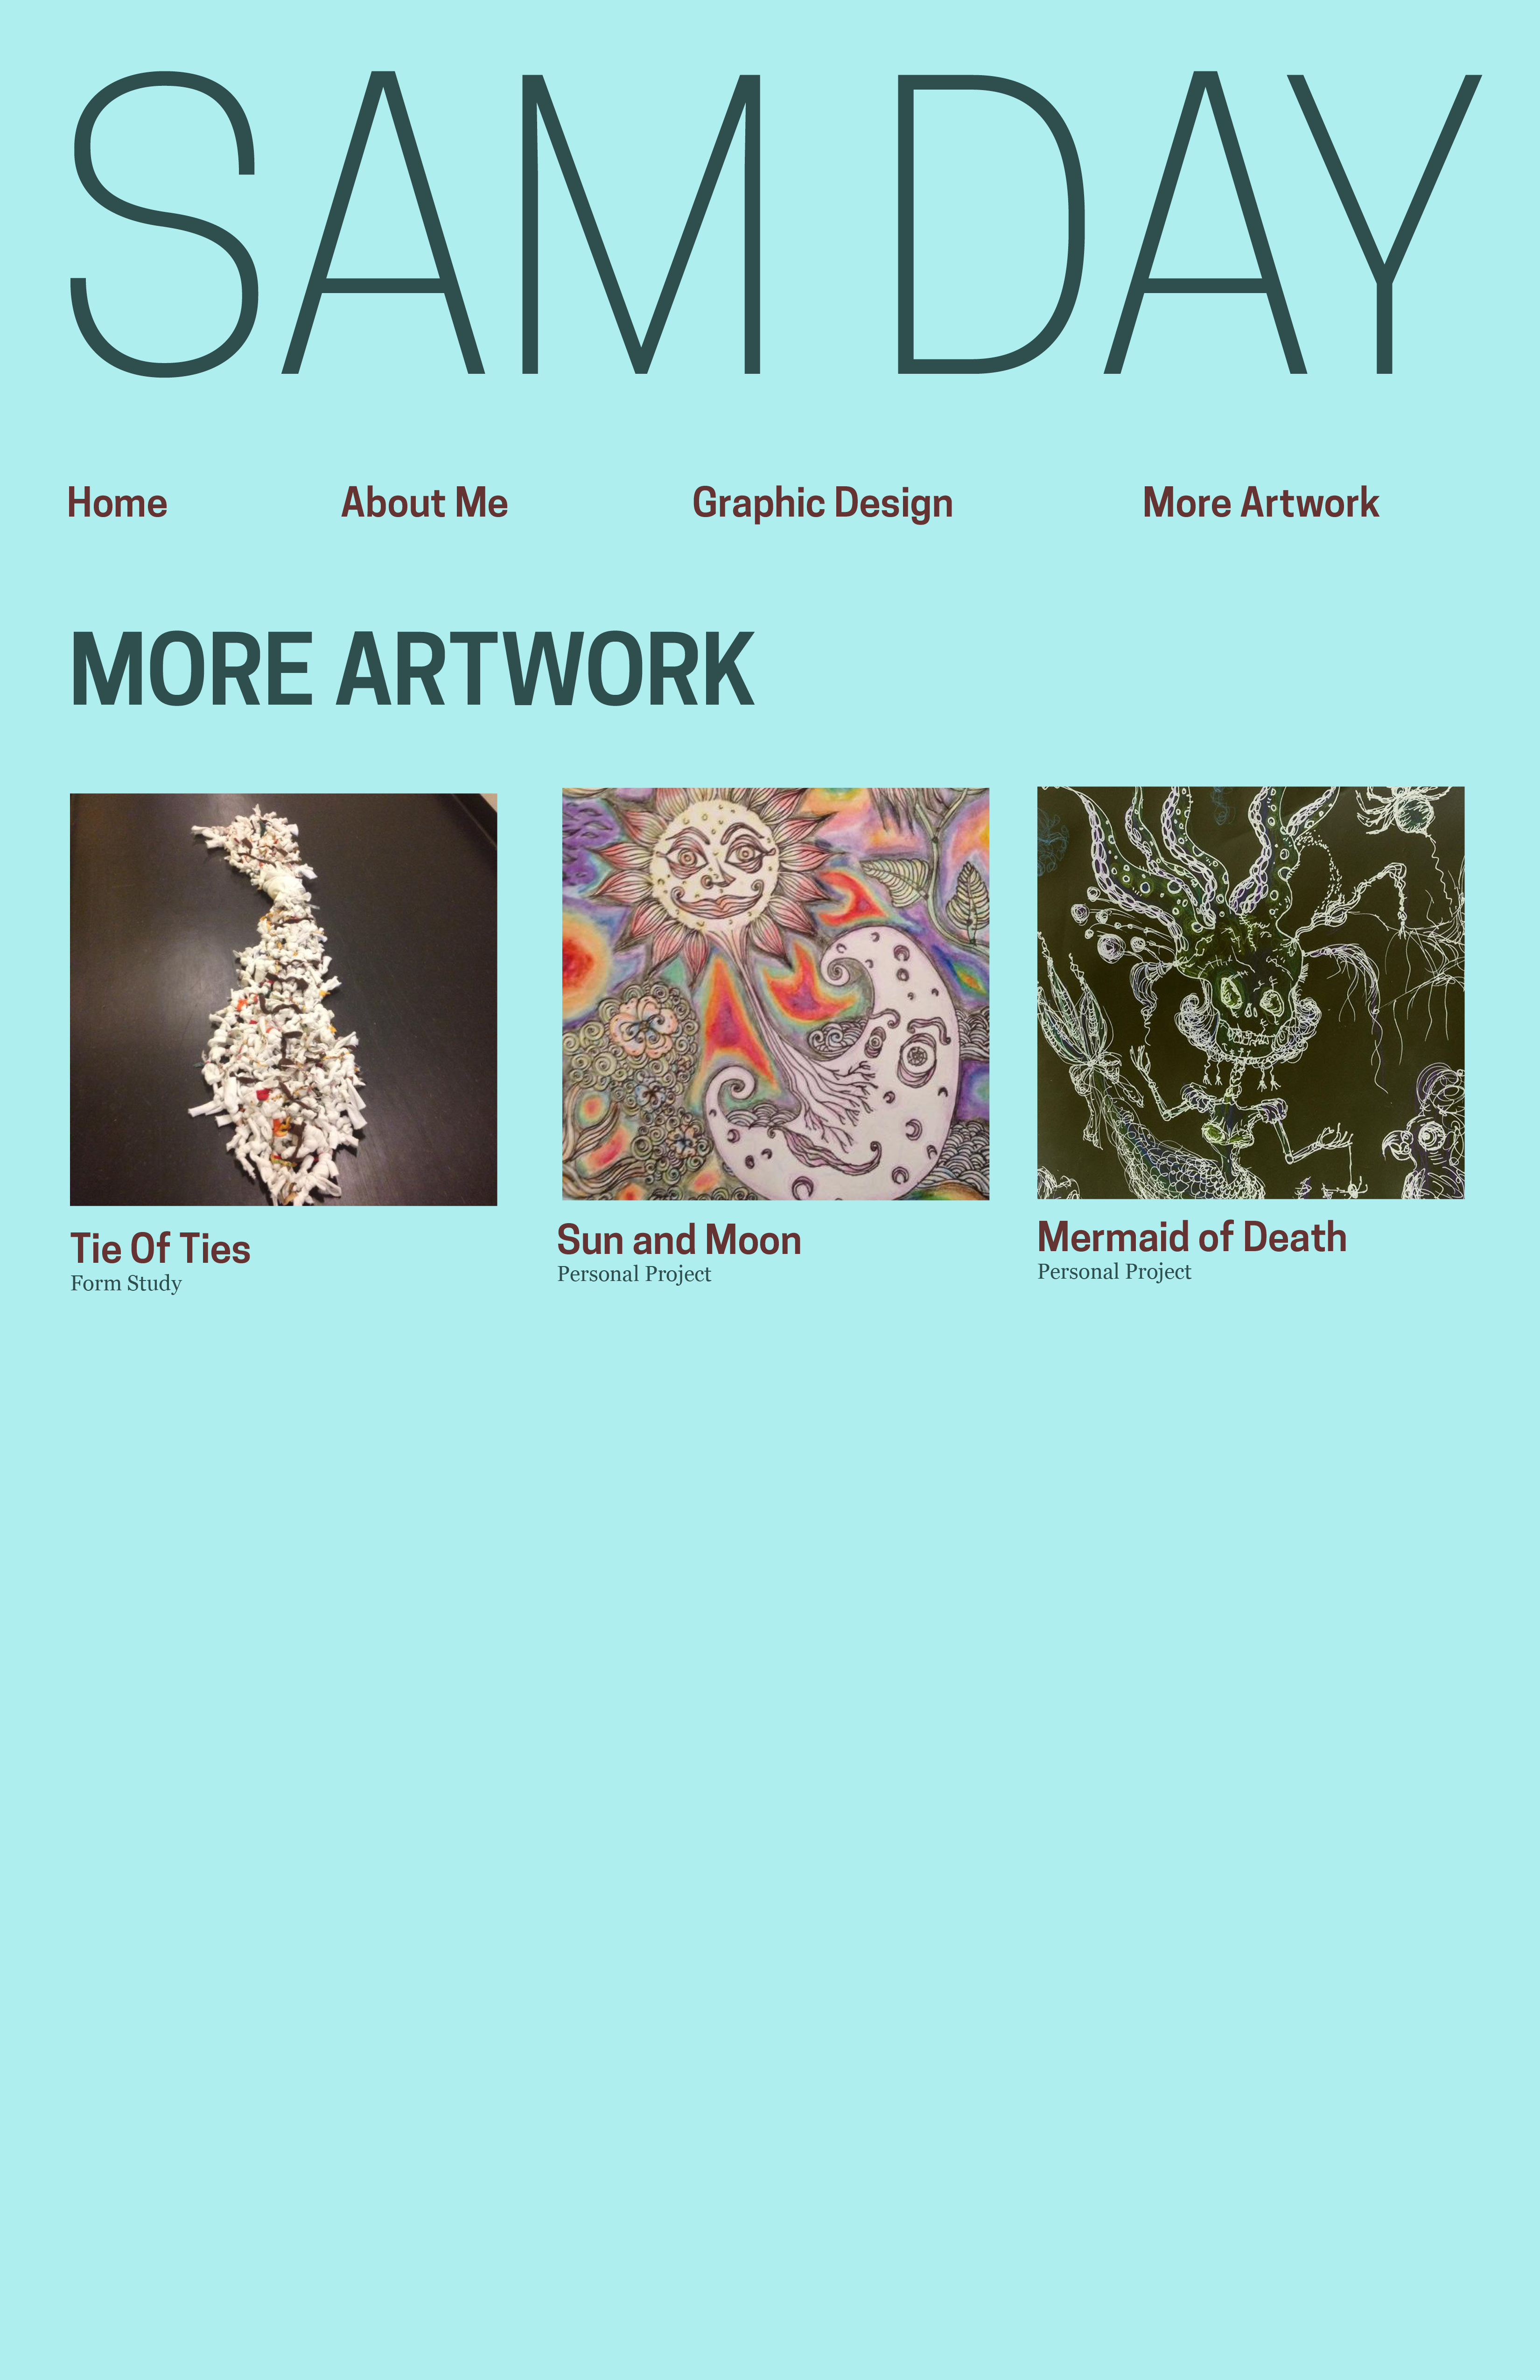 SAM DAY
Home About Me Graphic Design More Artwork
MORE ARTWORK
Tie Of Ties
Form Study
Sun and Moon
Personal Project
Mermaid of Death
Personal Project